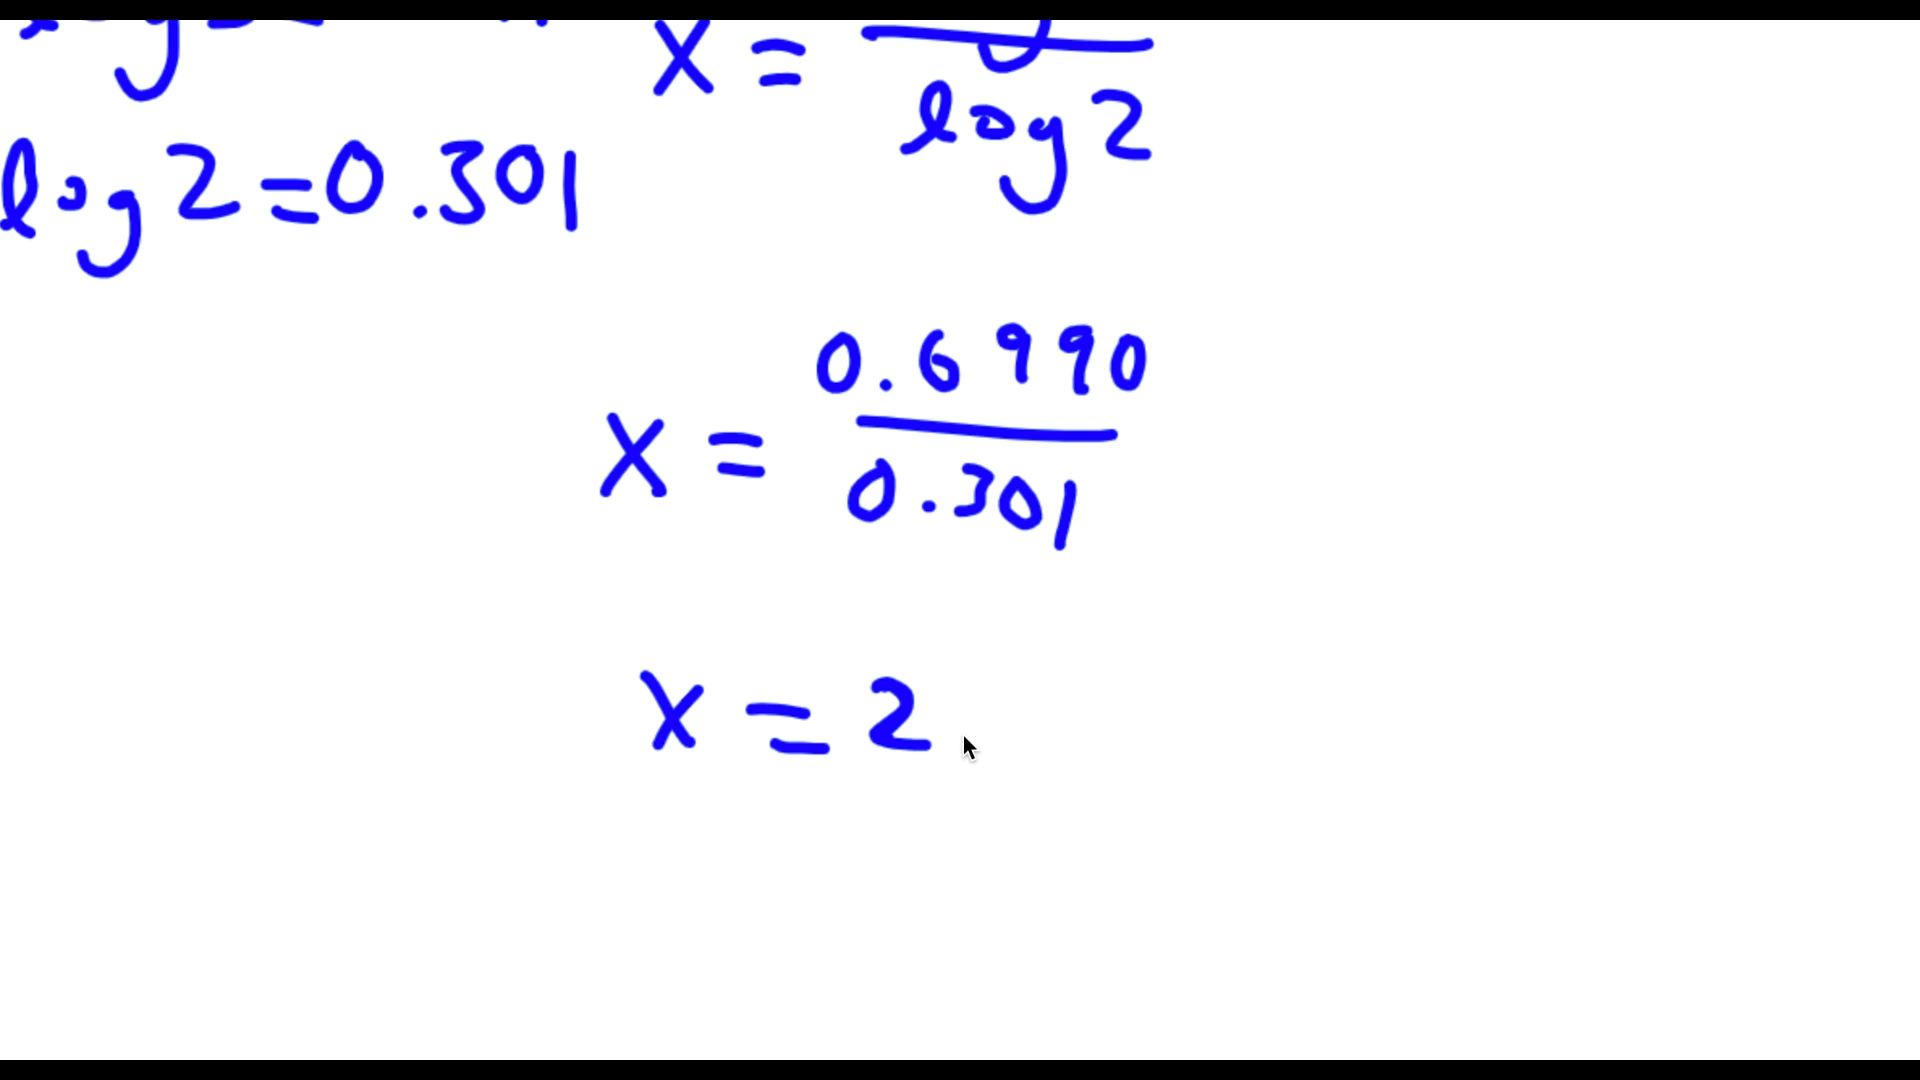 x =
log 2
log 2 = 0.301
0.6990
x =
0.301
x = 2